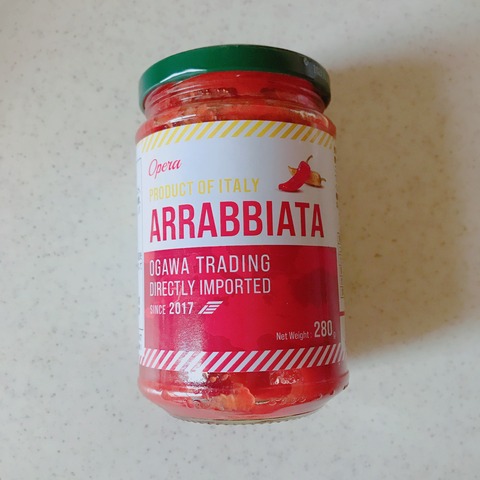 Opera
PRODUCT OF ITALY
ARRABBIATA
OGAWA TRADING
DIRECTLY IMPORTED
SINCE 2017
Net Weight : 280